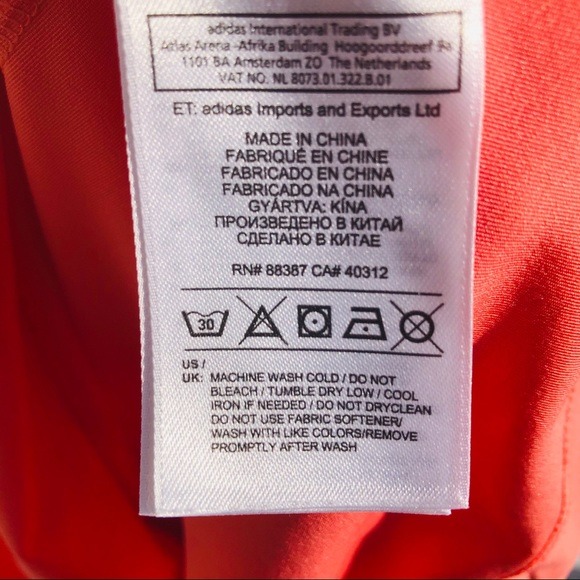 adidas International Trading BV
Atlas Arena -Afrika Building Hoogoorddreef 9a
1101 BA Amsterdam ZO The Netherlands
VAT NO. NL 8073.01.322.B.01
ET: adidas Imports and Exports Ltd
MADE IN CHINA
FABRIQUÉ EN CHINE
FABRICADO EN CHINA
FABRICADO NA CHINA
GYÁRTVA: KÍNA
ПРОИЗВЕДЕНО В КИТАЙ
СДЕЛАНО В КИТАЕ
RN# 88387 CA# 40312
30
US /
UK: MACHINE WASH COLD / DO NOT
BLEACH / TUMBLE DRY LOW / COOL
IRON IF NEEDED / DO NOT DRYCLEAN
DO NOT USE FABRIC SOFTENER/
WASH WITH LIKE COLORS/REMOVE
PROMPTLY AFTER WASH